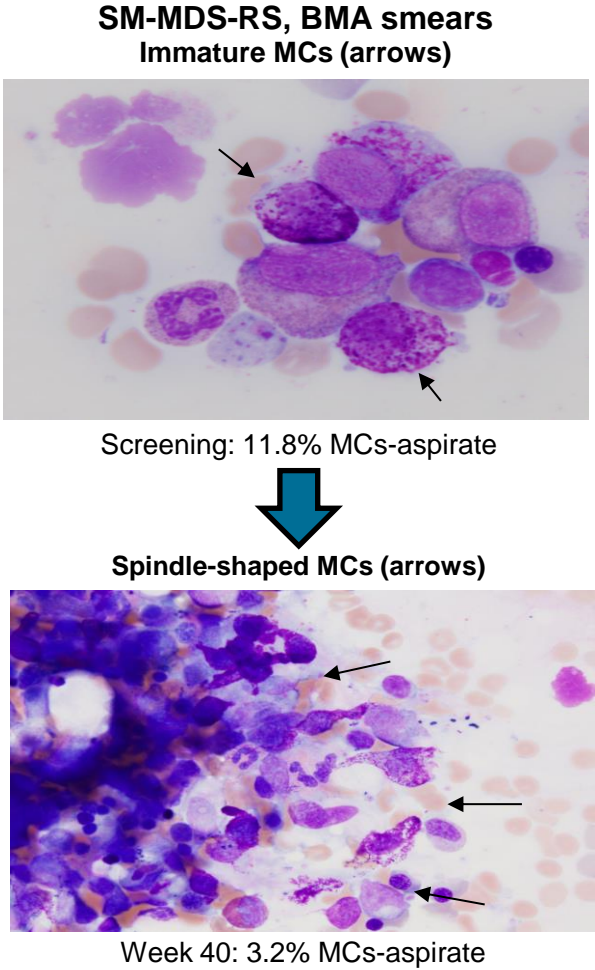 SM-MDS-RS, BMA smears
Immature MCs (arrows)
Screening: 11.8% MCs-aspirate
Spindle-shaped MCs (arrows)
Week 40: 3.2% MCs-aspirate